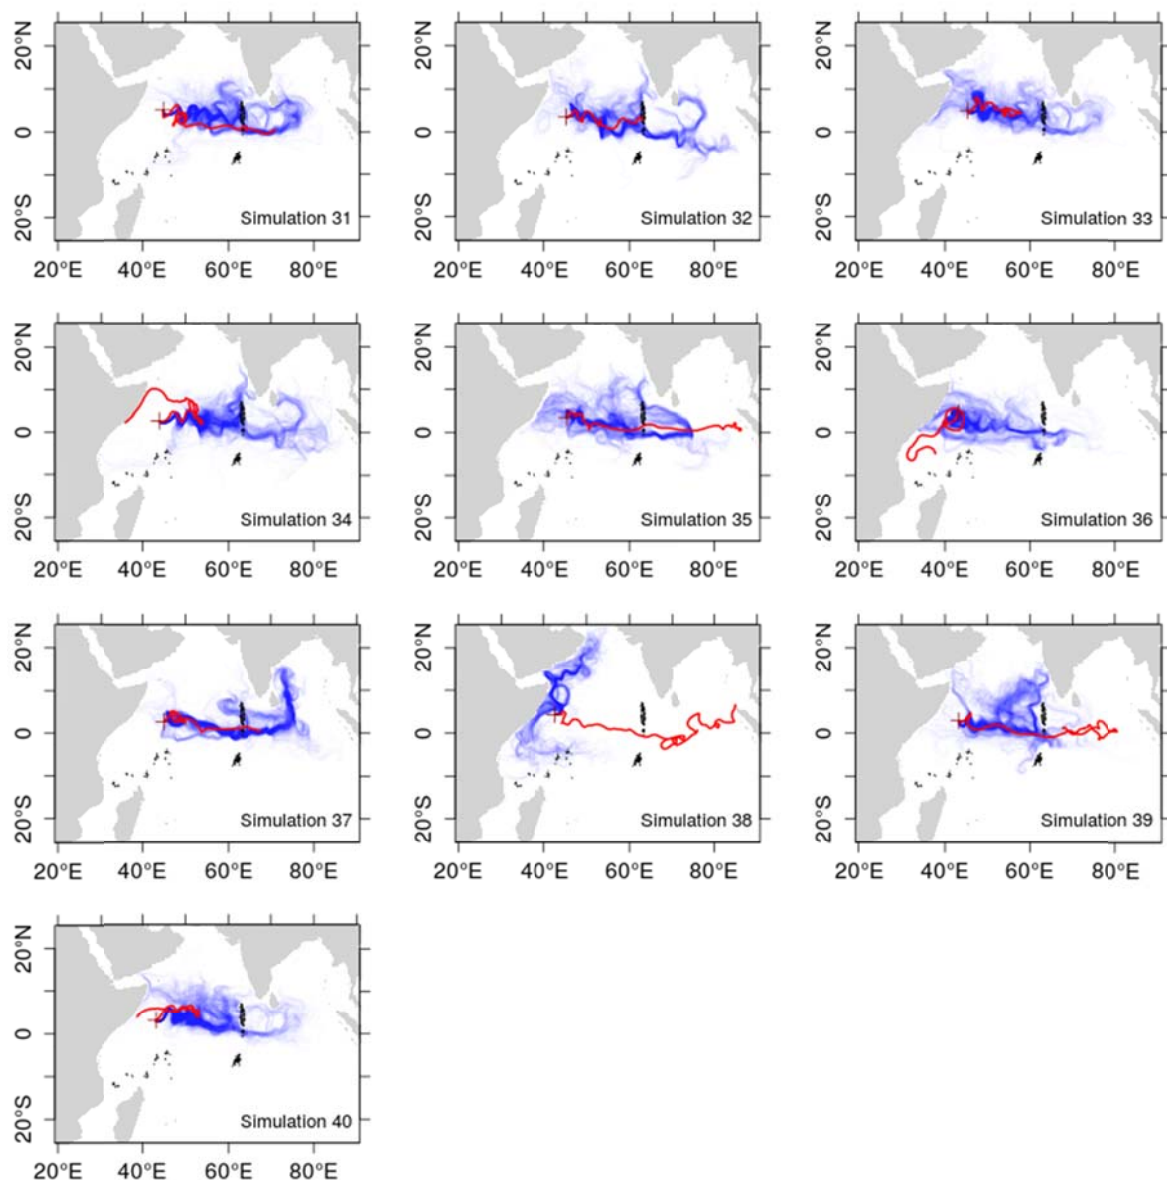 20°N
0
20°S
Simulation 31
20°E 40°E 60°E 80°E
20°N
0
20°S
Simulation 32
20°E 40°E 60°E 80°E
20°N
0
20°S
Simulation 33
20°E 40°E 60°E 80°E
20°N
0
20°S
Simulation 34
20°E 40°E 60°E 80°E
20°N
0
20°S
Simulation 35
20°E 40°E 60°E 80°E
20°N
0
20°S
Simulation 36
20°E 40°E 60°E 80°E
20°N
0
20°S
Simulation 37
20°E 40°E 60°E 80°E
20°N
0
20°S
Simulation 38
20°E 40°E 60°E 80°E
20°N
0
20°S
Simulation 39
20°E 40°E 60°E 80°E
20°N
0
20°S
Simulation 40
20°E 40°E 60°E 80°E